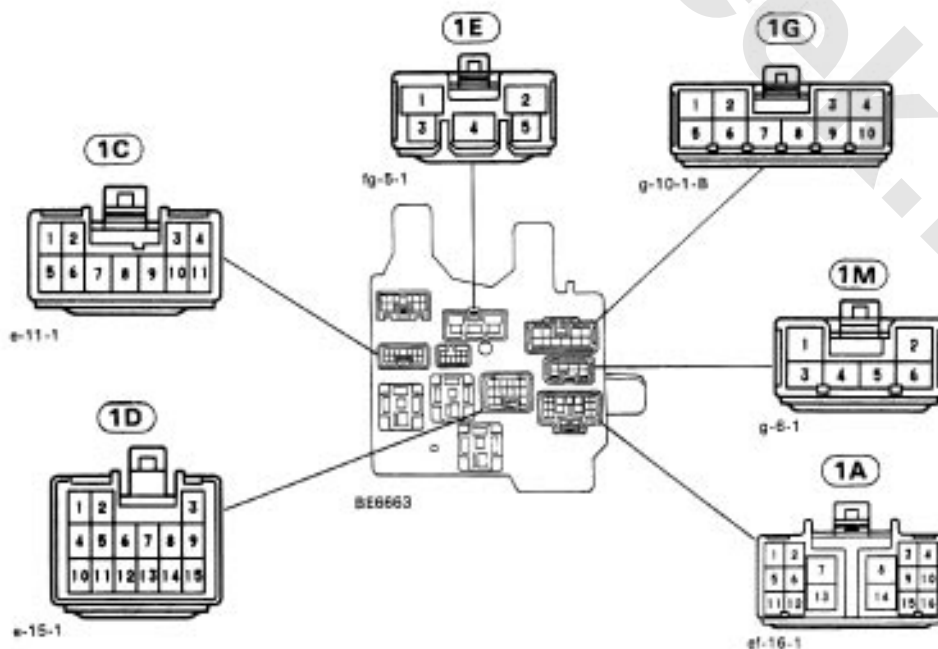 1E
1G
1 2
3 4 5
1 2 3 4
5 6 7 8 9 10
fg-5-1
g-10-1-B
1C
1 2 3 4
5 6 7 8 9 10 11
e-11-1
1M
1 2
3 4 5 6
g-6-1
1D
1 2 3
4 5 6 7 8 9
10 11 12 13 14 15
e-15-1
BE6663
1A
1 2 3 4
5 6 7 8 9 10
11 12 13 14 15 16
ef-16-1